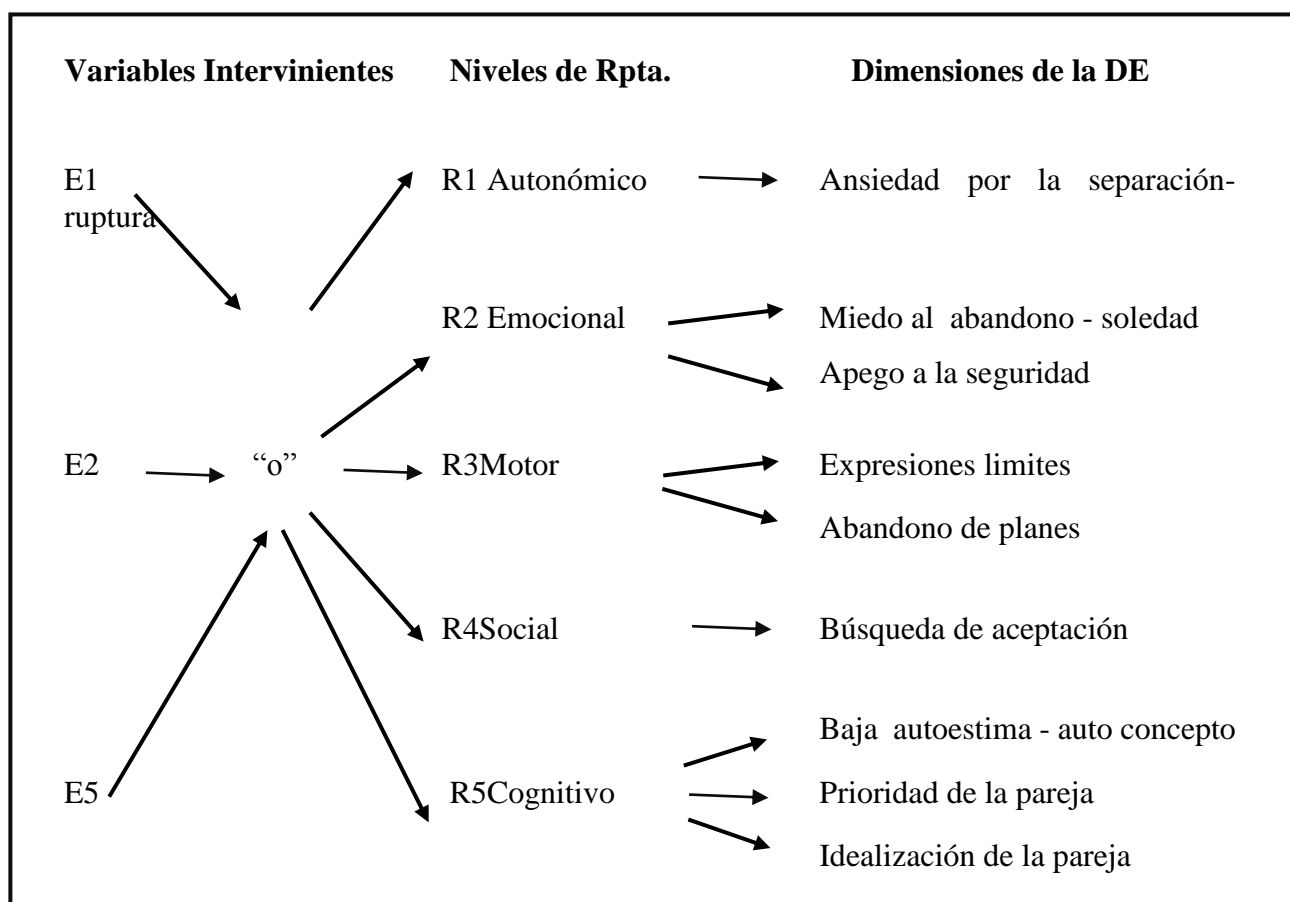 Variables Intervinientes Niveles de Rpta. Dimensiones de la DE
E1 R1 Autonómico Ansiedad por la separación-
ruptura
R2 Emocional Miedo al abandono - soledad
Apego a la seguridad
E2 “o” R3Motor Expresiones limites
Abandono de planes
R4Social Búsqueda de aceptación
Baja autoestima - auto concepto
E5 R5Cognitivo Prioridad de la pareja
Idealización de la pareja